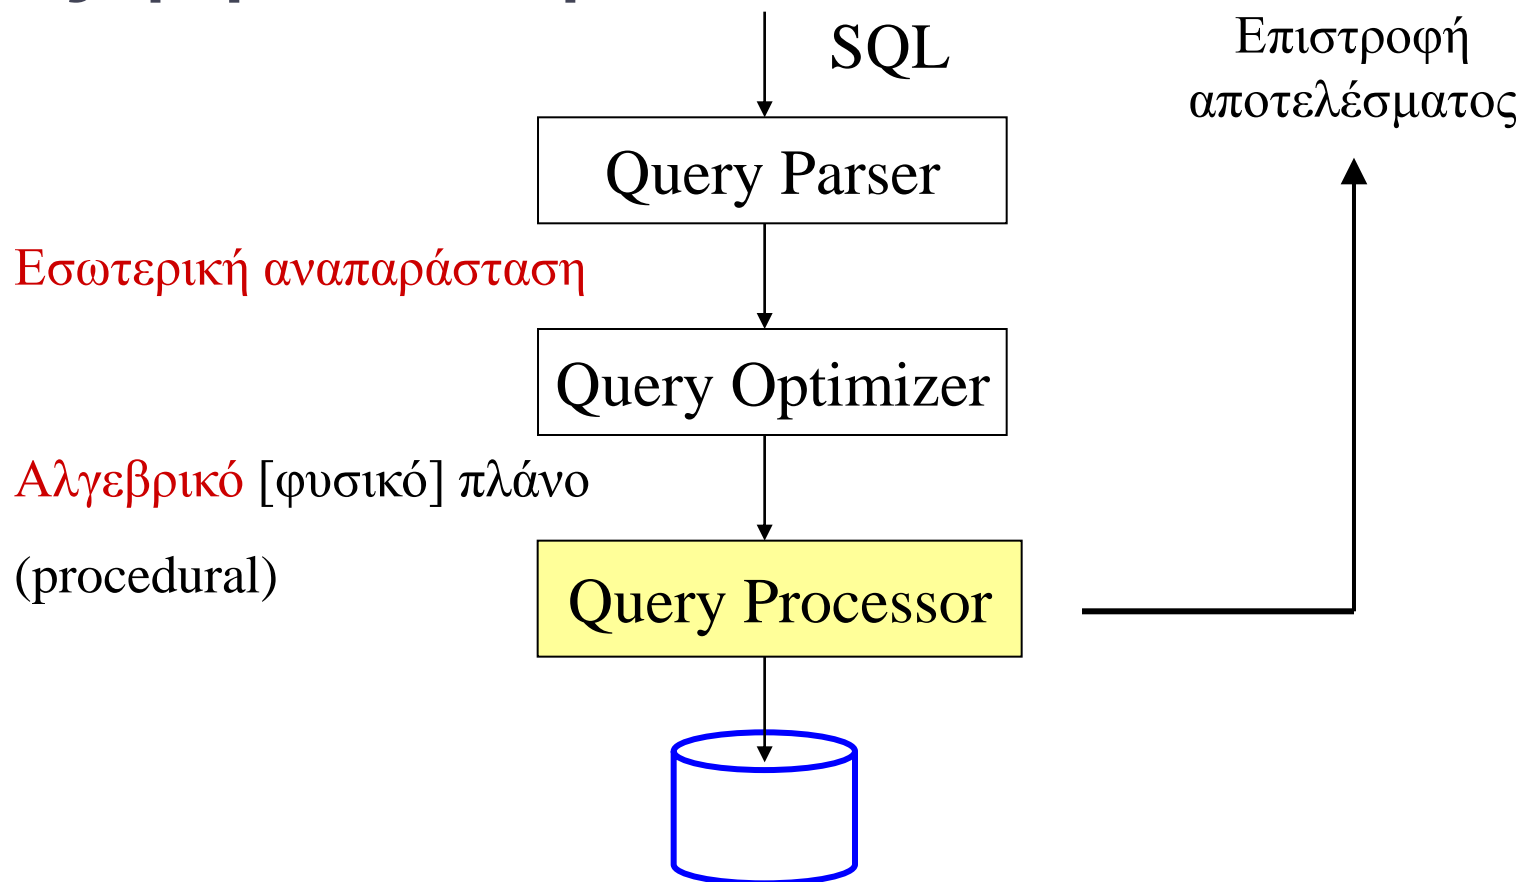 SQL
Επιστροφή
αποτελέσματος
Query Parser
Εσωτερική αναπαράσταση
Query Optimizer
Αλγεβρικό [φυσικό] πλάνο
(procedural)
Query Processor